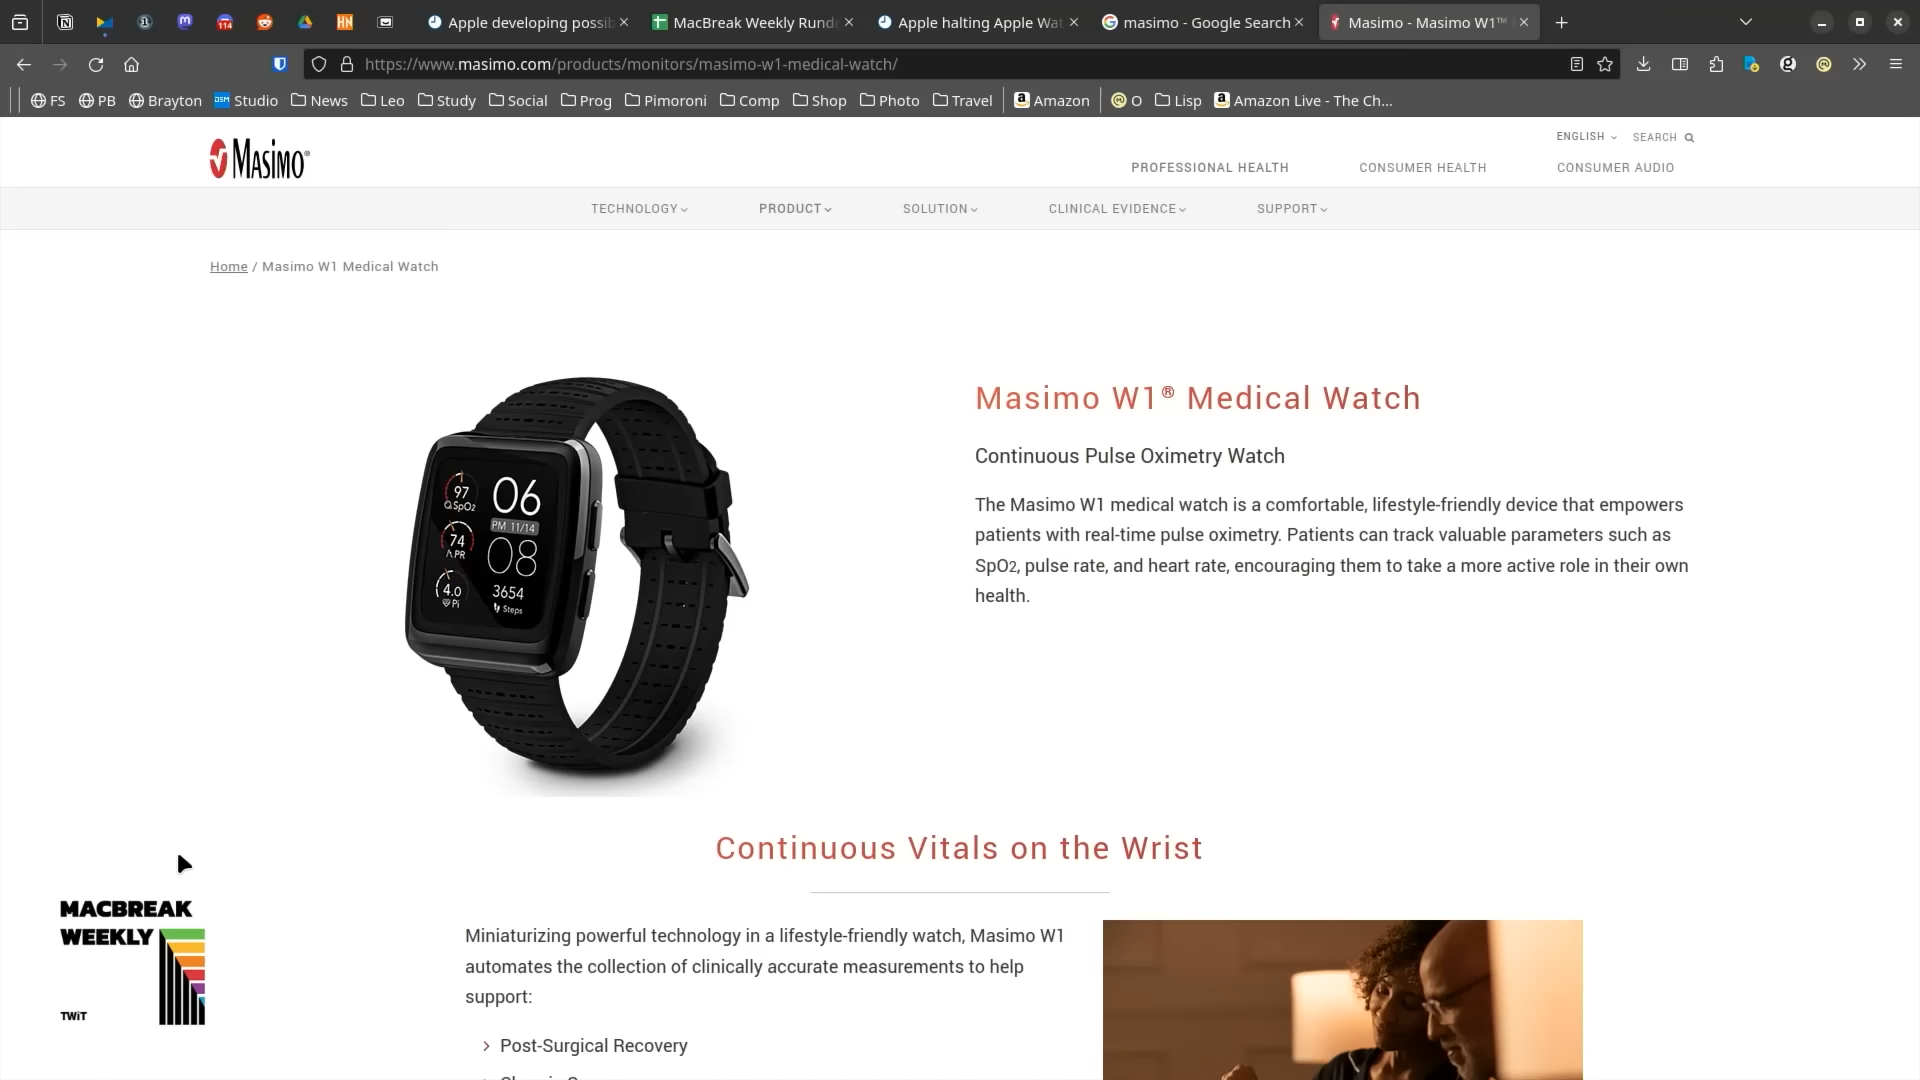 114
HN
Apple developing possib
MacBreak Weekly Rund
Apple halting Apple Wat
masimo - Google Search
Masimo - Masimo W1™
https://www.masimo.com/products/monitors/masimo-w1-medical-watch/
FS
PB
Brayton
DSM Studio
News
Leo
Study
Social
Prog
Pimoroni
Comp
Shop
Photo
Travel
Amazon
O
Lisp
Amazon Live - The Ch...
ENGLISH
SEARCH
MASIMO®
PROFESSIONAL HEALTH
CONSUMER HEALTH
CONSUMER AUDIO
TECHNOLOGY
PRODUCT
SOLUTION
CLINICAL EVIDENCE
SUPPORT
Home / Masimo W1 Medical Watch
97
SpO2
06
PM 11/14
74
PR
08
4.0
Pi
3654
Steps
Masimo W1® Medical Watch
Continuous Pulse Oximetry Watch
The Masimo W1 medical watch is a comfortable, lifestyle-friendly device that empowers
patients with real-time pulse oximetry. Patients can track valuable parameters such as
SpO2, pulse rate, and heart rate, encouraging them to take a more active role in their own
health.
Continuous Vitals on the Wrist
MACBREAK
WEEKLY
TWiT
Miniaturizing powerful technology in a lifestyle-friendly watch, Masimo W1
automates the collection of clinically accurate measurements to help
support:
Post-Surgical Recovery